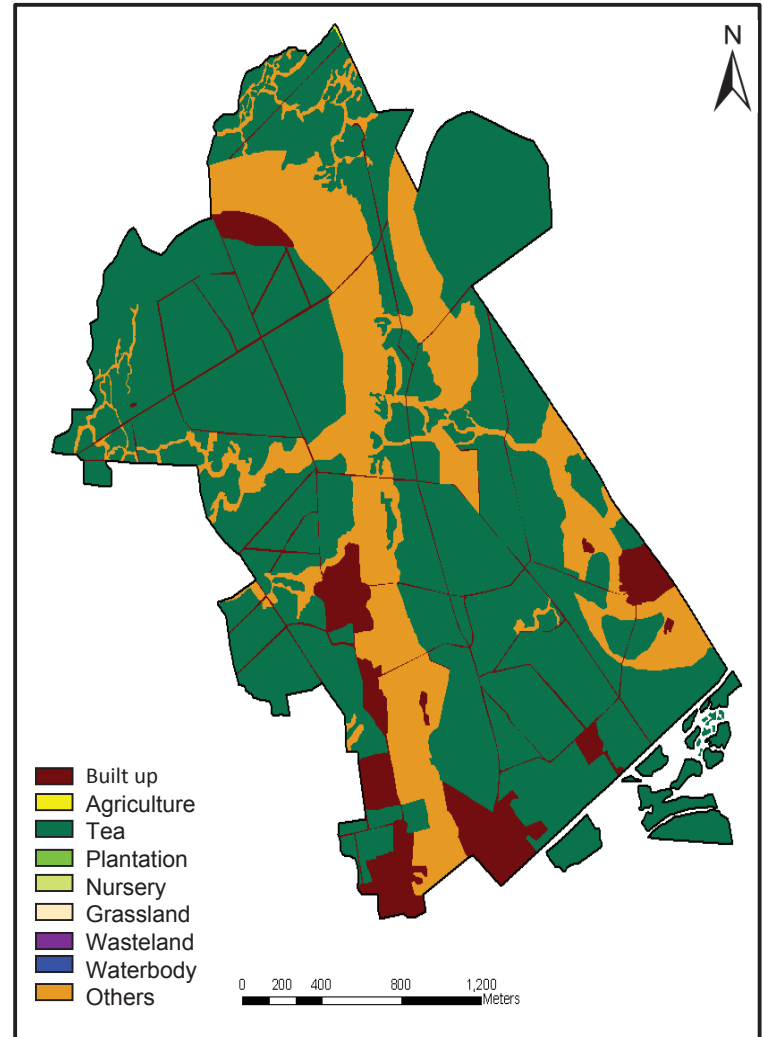 N
Built up
Agriculture
Tea
Plantation
Nursery
Grassland
Wasteland
Waterbody
Others
0 200 400 800 1,200
Meters